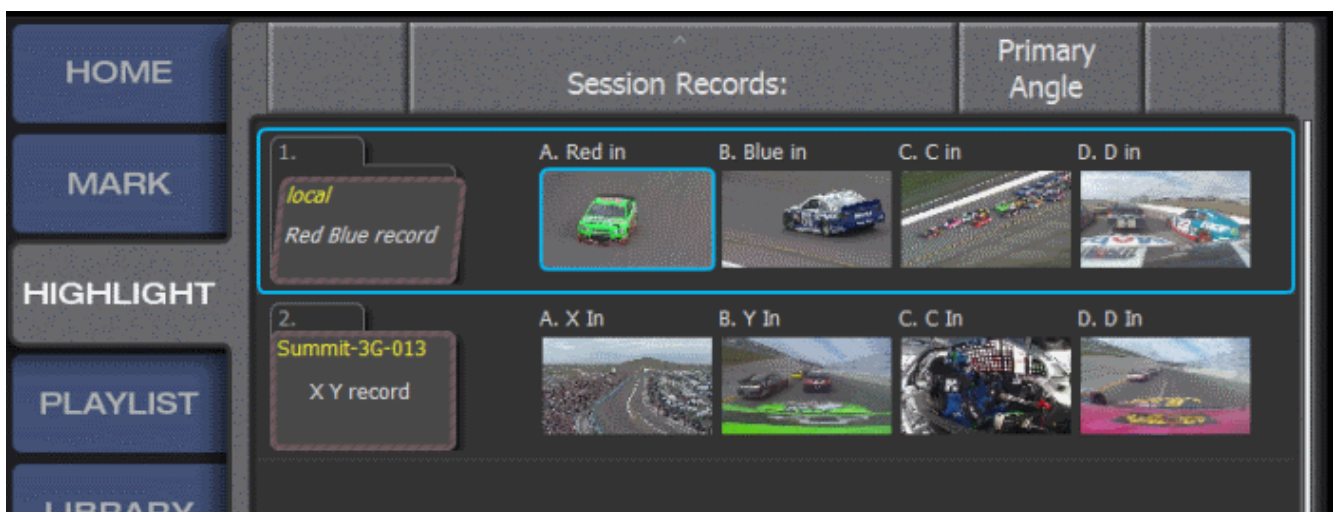 HOME
MARK
HIGHLIGHT
PLAYLIST
LIBRARY
Session Records:
Primary
Angle
1.
local
Red Blue record
A. Red in
B. Blue in
C. C in
D. D in
2.
Summit-3G-013
X Y record
A. X In
B. Y In
C. C In
D. D In